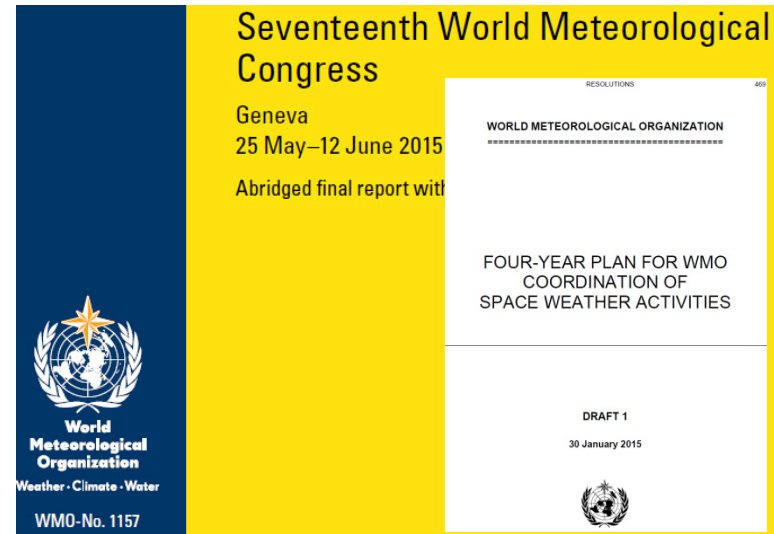 Seventeenth World Meteorological
Congress
Geneva
25 May–12 June 2015
Abridged final report with
RESOLUTIONS 469
WORLD METEOROLOGICAL ORGANIZATION
============================================
FOUR-YEAR PLAN FOR WMO
COORDINATION OF
SPACE WEATHER ACTIVITIES
DRAFT 1
30 January 2015
World
Meteorological
Organization
Weather · Climate · Water
WMO-No. 1157